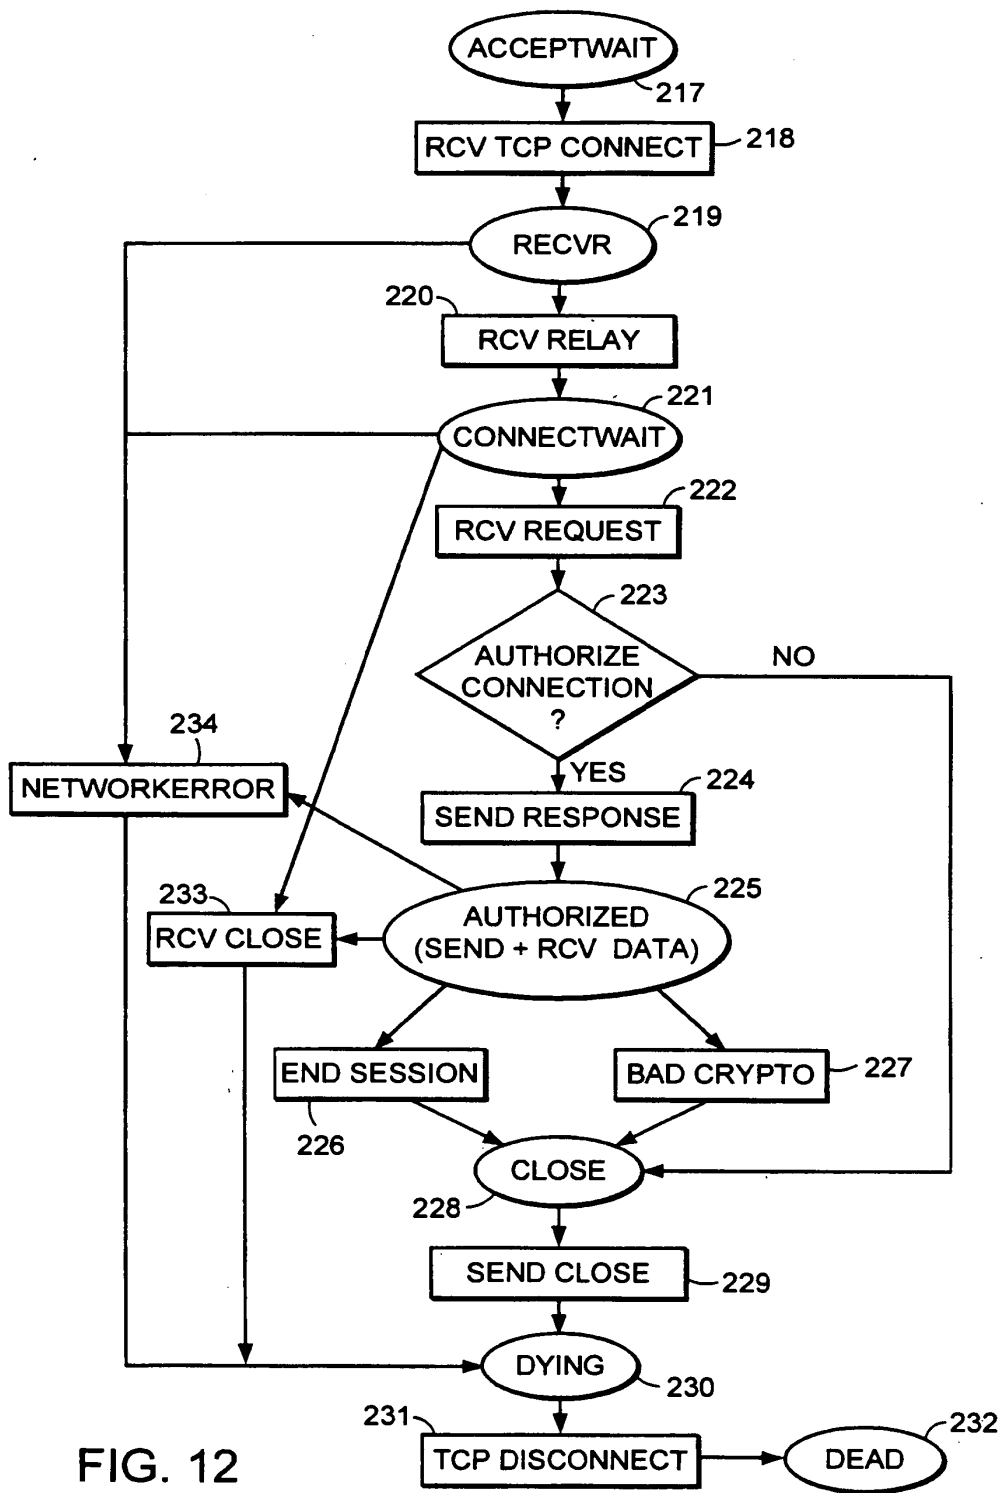 ACCEPTWAIT
217
RCV TCP CONNECT
218
RECVR
219
220
RCV RELAY
221
CONNECTWAIT
222
RCV REQUEST
223
AUTHORIZE
CONNECTION
?
NO
YES
234
NETWORKERROR
224
SEND RESPONSE
225
AUTHORIZED
(SEND + RCV DATA)
233
RCV CLOSE
END SESSION
226
BAD CRYPTO
227
CLOSE
228
SEND CLOSE
229
DYING
230
231
TCP DISCONNECT
232
DEAD
FIG. 12